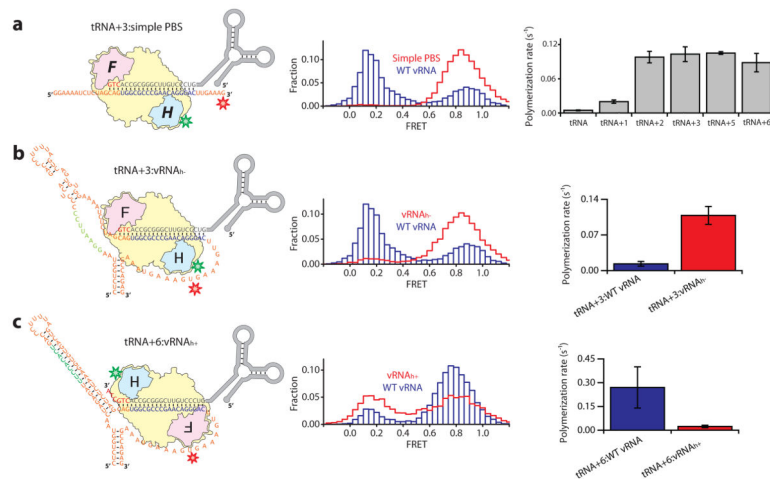 a
tRNA+3:simple PBS
F
H
5'
3'
5'
Simple PBS
WT vRNA
Fraction
0.10
0.05
0.00
0.0 0.2 0.4 0.6 0.8 1.0
FRET
Polymerization rate (s-1)
0.12
0.06
0.00
tRNA tRNA+1 tRNA+2 tRNA+3 tRNA+5 tRNA+6
b
tRNA+3:vRNAh-
F
H
5'
vRNAh-
WT vRNA
Fraction
0.10
0.05
0.00
0.0 0.2 0.4 0.6 0.8 1.0
FRET
Polymerization rate (s-1)
0.14
0.07
0.00
tRNA+3:WT vRNA
tRNA+3:vRNAh-
c
tRNA+6:vRNAh+
H
F
3'
5'
vRNAh+
WT vRNA
Fraction
0.10
0.05
0.00
0.0 0.2 0.4 0.6 0.8 1.0
FRET
Polymerization rate (s-1)
0.45
0.30
0.15
0.00
tRNA+6:WT vRNA
tRNA+6:vRNAh+